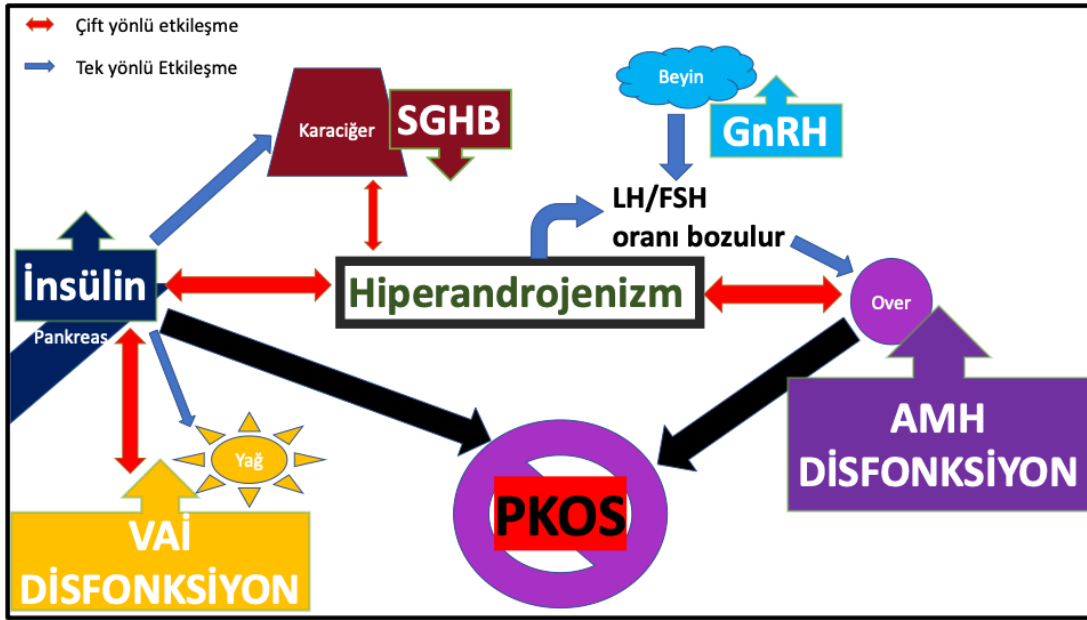 Çift yönlü etkileşme
Tek yönlü Etkileşme
Beyin
GnRH
Karaciğer
SGHB
LH/FSH
oranı bozulur
İnsülin
Pankreas
Hiperandrojenizm
Over
Yağ
AMH
DİSFONKSİYON
PKOS
VAİ
DİSFONKSİYON